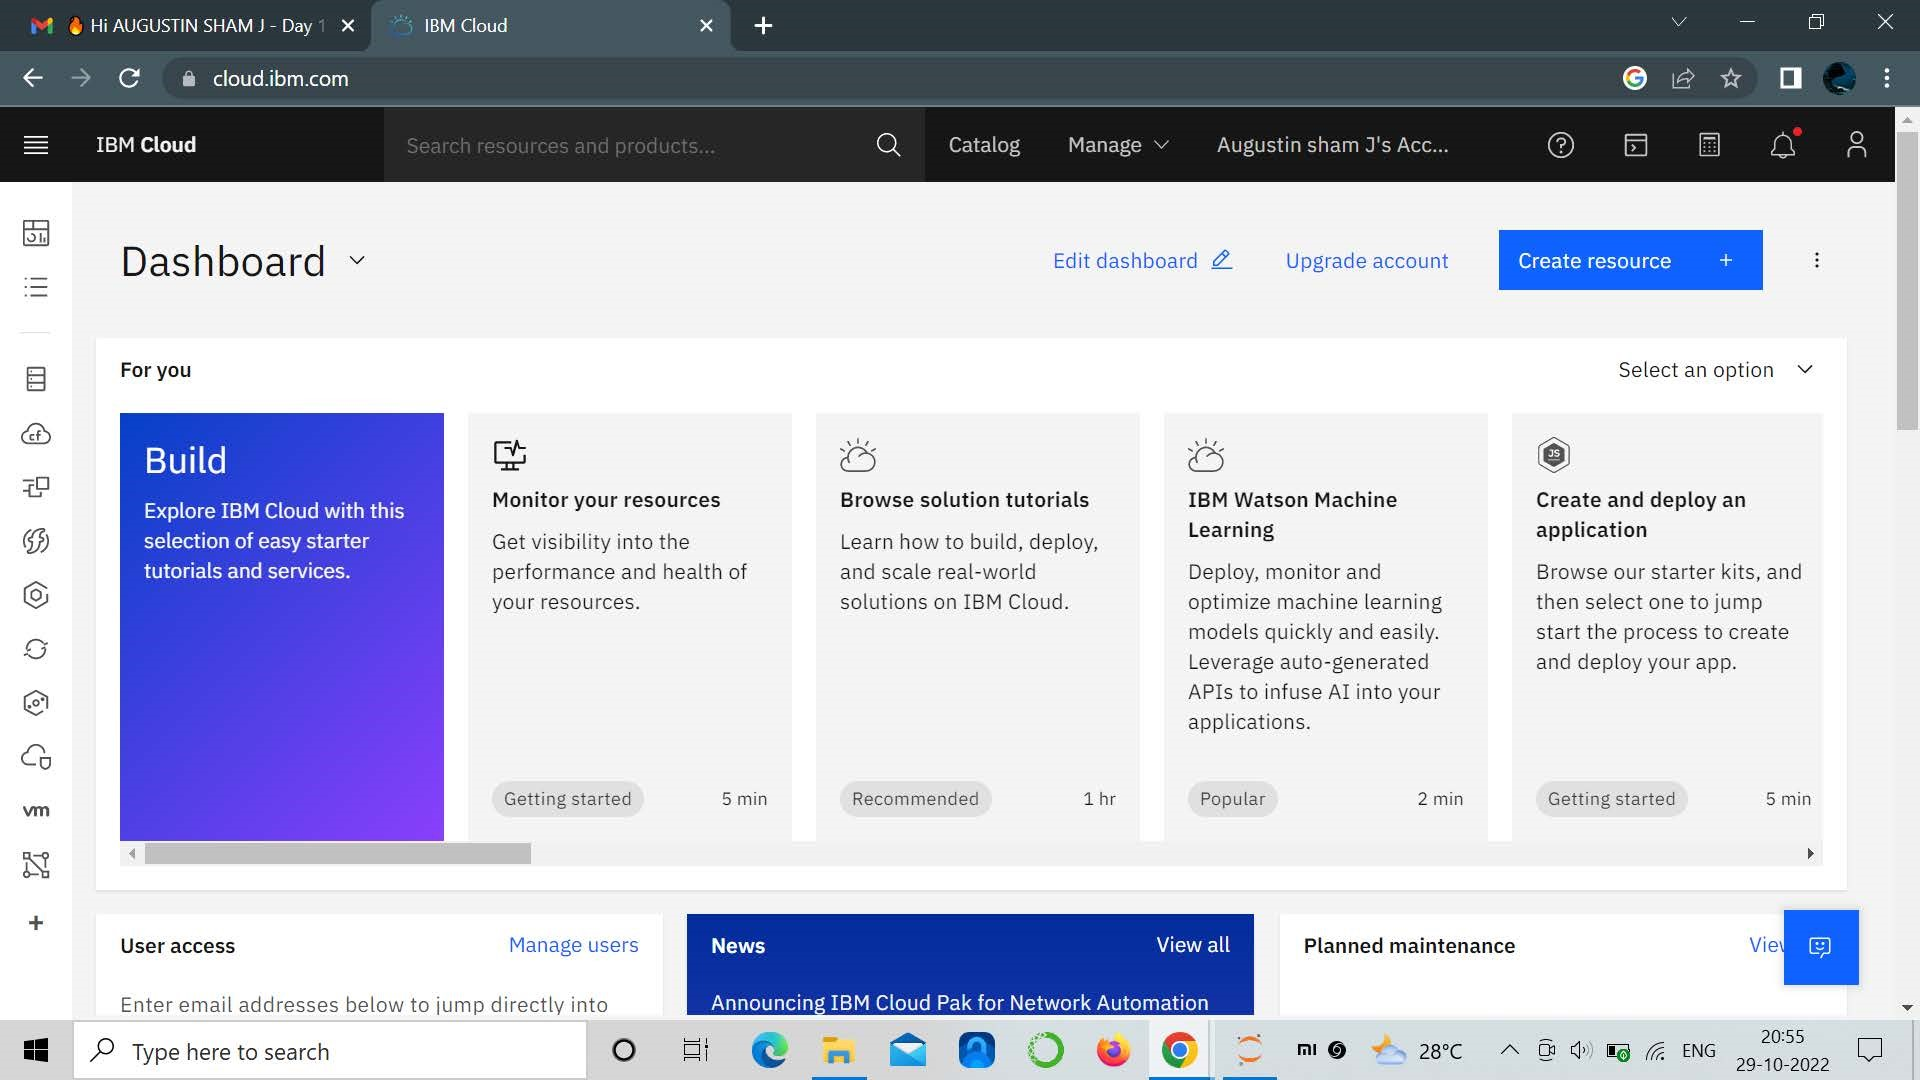 🔥 Hi AUGUSTIN SHAM J - Day 1
IBM Cloud
cloud.ibm.com
IBM Cloud
Search resources and products...
Catalog
Manage
Augustin sham J's Acc...
Dashboard
Edit dashboard
Upgrade account
Create resource +
For you
Select an option
Build
Explore IBM Cloud with this
selection of easy starter
tutorials and services.
Monitor your resources
Get visibility into the
performance and health of
your resources.
Getting started
5 min
Browse solution tutorials
Learn how to build, deploy,
and scale real-world
solutions on IBM Cloud.
Recommended
1 hr
IBM Watson Machine
Learning
Deploy, monitor and
optimize machine learning
models quickly and easily.
Leverage auto-generated
APIs to infuse AI into your
applications.
Popular
2 min
JS
Create and deploy an
application
Browse our starter kits, and
then select one to jump
start the process to create
and deploy your app.
Getting started
5 min
cf
vm
User access
Manage users
Enter email addresses below to jump directly into
News
View all
Announcing IBM Cloud Pak for Network Automation
Planned maintenance
Vie
Type here to search
28°C
ENG
20:55
29-10-2022